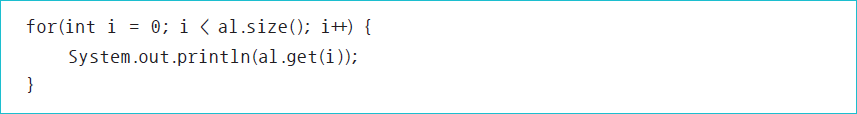 for(int i = 0; i < al.size(); i++) {
    System.out.println(al.get(i));
}